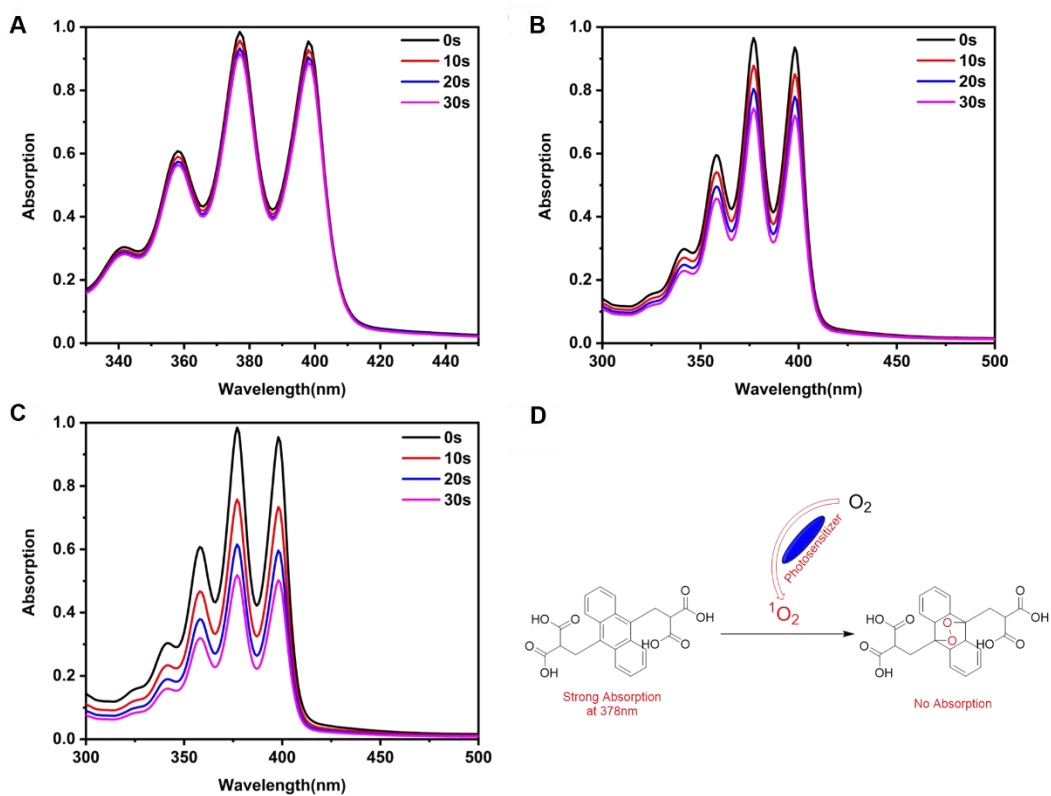 A
0s
10s
20s
30s
1.0
0.8
0.6
0.4
0.2
0.0
Absorption
340
360
380
400
420
440
Wavelength(nm)
B
0s
10s
20s
30s
1.0
0.8
0.6
0.4
0.2
0.0
Absorption
300
350
400
450
500
Wavelength(nm)
C
0s
10s
20s
30s
1.0
0.8
0.6
0.4
0.2
0.0
Absorption
300
350
400
450
500
Wavelength(nm)
D
O₂
Photosensitizer
¹O₂
O
OH
O
HO
O
HO
O
OH
Strong Absorption
at 378nm
O
OH
O
HO
O
O
O
HO
O
OH
No Absorption